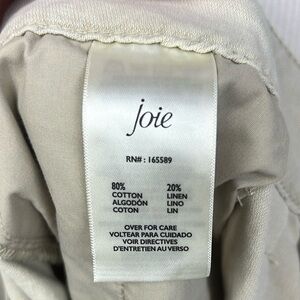 joie
RN#: 165589
80% 20%
COTTON LINEN
ALGODÓN LINO
COTON LIN
OVER FOR CARE
VOLTEAR PARA CUIDADO
VOIR DIRECTIVES
D'ENTRETIEN AU VERSO